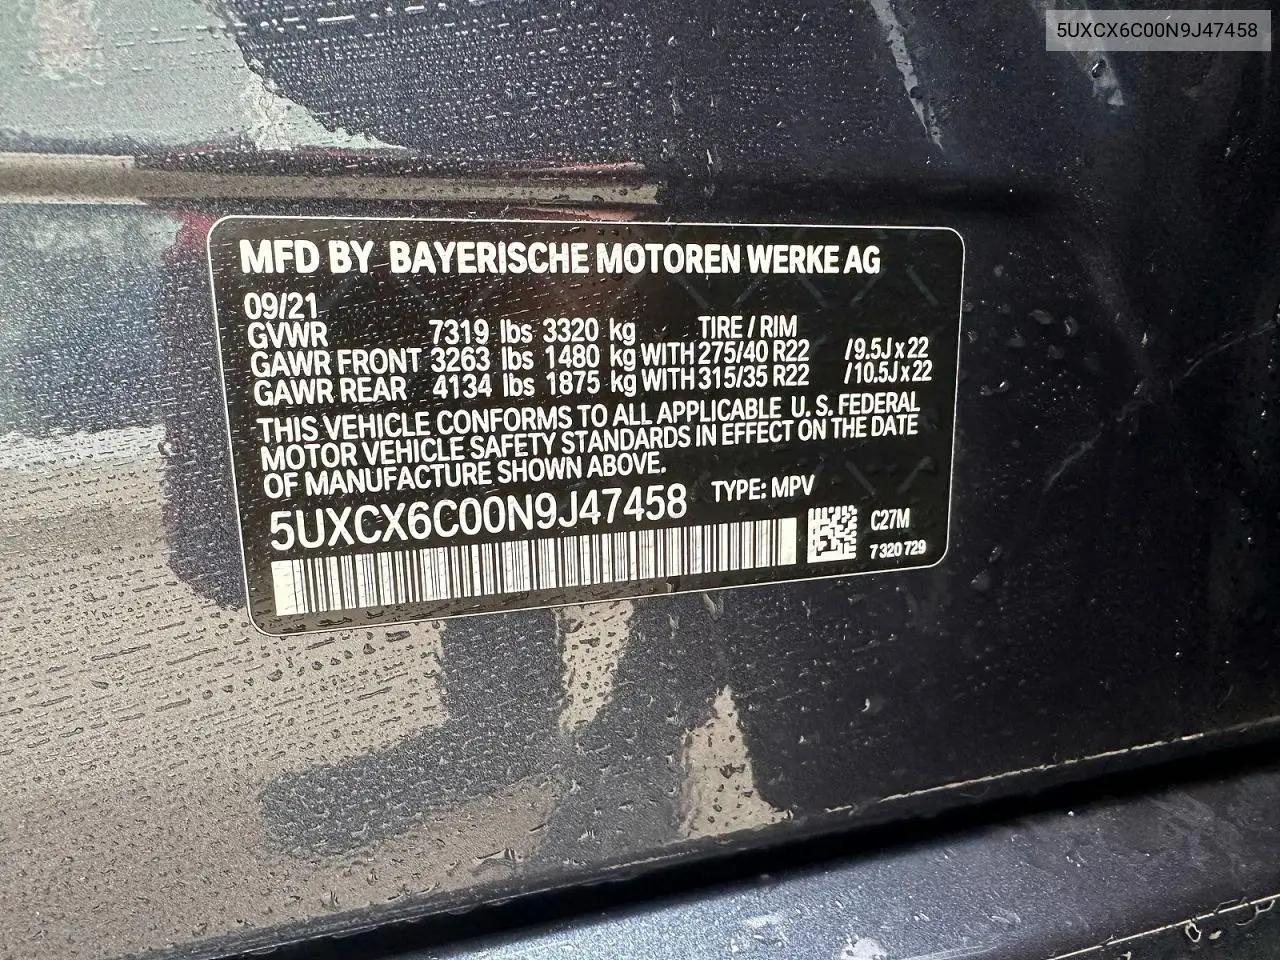 5UXCX6C00N9J47458
MFD BY BAYERISCHE MOTOREN WERKE AG
09/21
GVWR 7319 lbs 3320 kg TIRE / RIM
GAWR FRONT 3263 lbs 1480 kg WITH 275/40 R22 /9.5J x 22
GAWR REAR 4134 lbs 1875 kg WITH 315/35 R22 /10.5J x 22
THIS VEHICLE CONFORMS TO ALL APPLICABLE U. S. FEDERAL
MOTOR VEHICLE SAFETY STANDARDS IN EFFECT ON THE DATE
OF MANUFACTURE SHOWN ABOVE.
5UXCX6C00N9J47458 TYPE: MPV
C27M
7 320 729